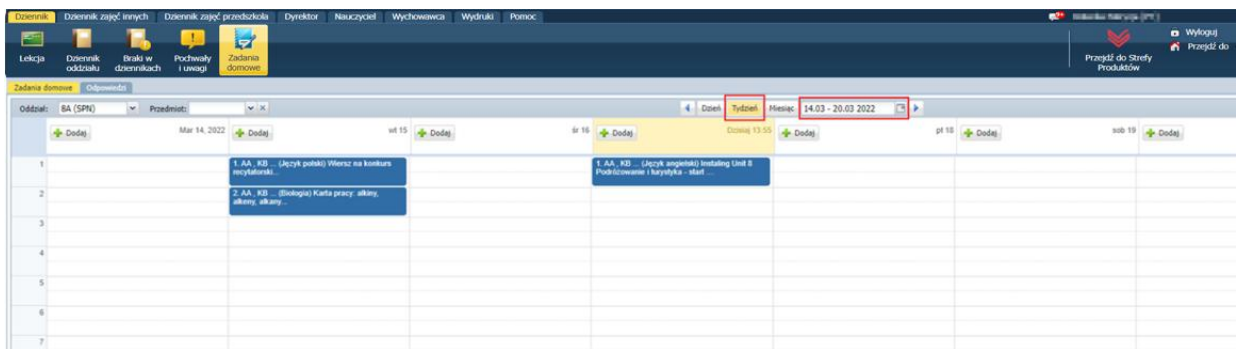 Dziennik Dziennik zajęć innych Dziennik zajęć przedszkola Dyrektor Nauczyciel Wychowawca Wydruki Pomoc
Lekcja Dziennik oddziału Braki w dziennikach Pochwały i uwagi Zadania domowe Przejdź do Strefy Produktów Wyloguj Przejdź do
Zadania domowe Odpowiedzi
Oddział: 8A (SPN) Przedmiot: Dzień Tydzień Miesiąc 14.03 - 20.03 2022
Dodaj Mar 14, 2022 Dodaj wt 15 Dodaj śr 16 Dodaj Dzisiaj 13:55 Dodaj pt 18 Dodaj sob 19 Dodaj
1 1. AA , KB ... (Język polski) Wiersz na konkurs recytatorski... 1. AA , KB ... (Język angielski) Instaling Unit 8 Podróżowanie i turystyka - start ...
2 2. AA , KB ... (Biologia) Karta pracy: alkiny, alkeny, alkany...
3
4
5
6
7